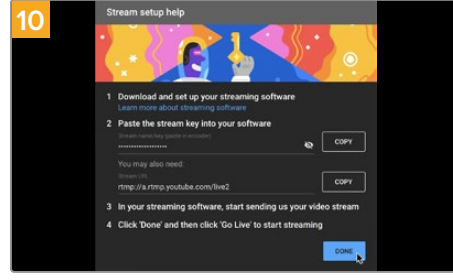 10
Stream setup help
1 Download and set up your streaming software
Learn more about streaming software
2 Paste the stream key into your software
Stream name/key (paste in encoder)
••••••••••••••••••••
COPY
You may also need:
Stream URL
rtmp://a.rtmp.youtube.com/live2
COPY
3 In your streaming software, start sending us your video stream
4 Click 'Done' and then click 'Go Live' to start streaming
DONE